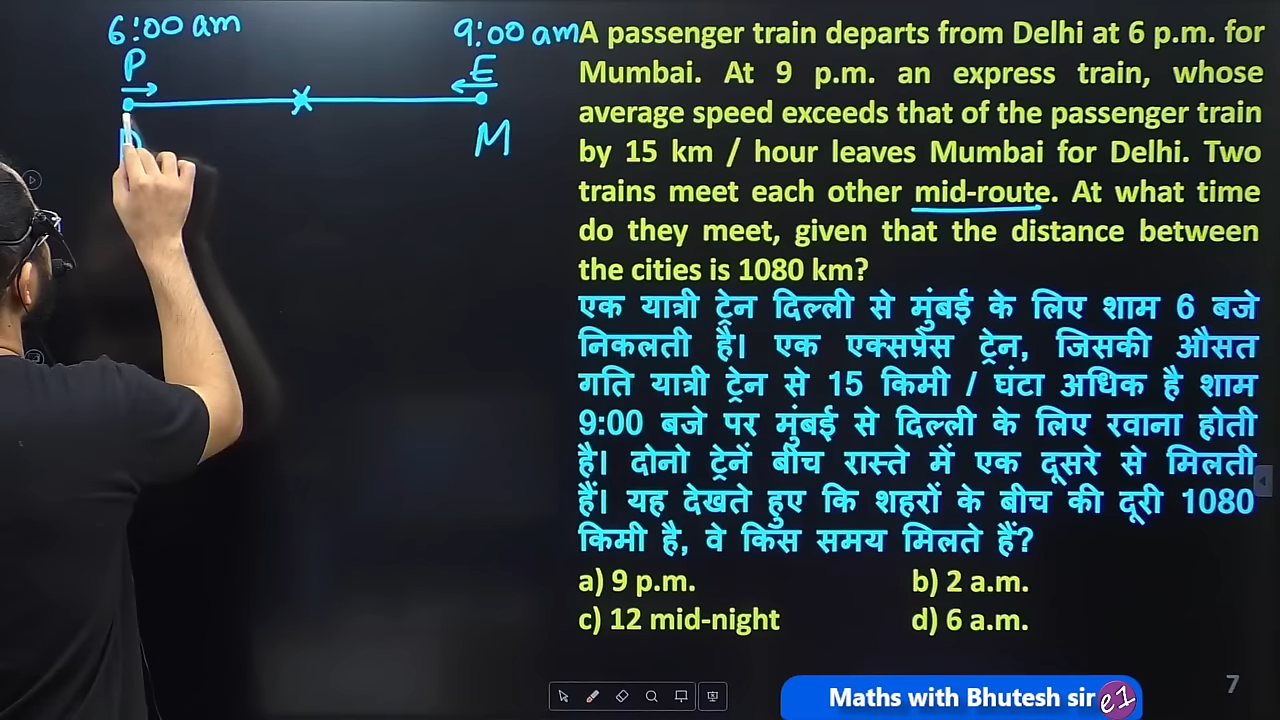 6:00 am
9:00 am
P
E
D
M
A passenger train departs from Delhi at 6 p.m. for
Mumbai. At 9 p.m. an express train, whose
average speed exceeds that of the passenger train
by 15 km / hour leaves Mumbai for Delhi. Two
trains meet each other mid-route. At what time
do they meet, given that the distance between
the cities is 1080 km?
एक यात्री ट्रेन दिल्ली से मुंबई के लिए शाम 6 बजे
निकलती है। एक एक्सप्रेस ट्रेन, जिसकी औसत
गति यात्री ट्रेन से 15 किमी / घंटा अधिक है शाम
9:00 बजे पर मुंबई से दिल्ली के लिए रवाना होती
है। दोनो ट्रेनें बीच रास्ते में एक दूसरे से मिलती
हैं। यह देखते हुए कि शहरों के बीच की दूरी 1080
किमी है, वे किस समय मिलते हैं?
a) 9 p.m.
b) 2 a.m.
c) 12 mid-night
d) 6 a.m.
Maths with Bhutesh sir e1
7